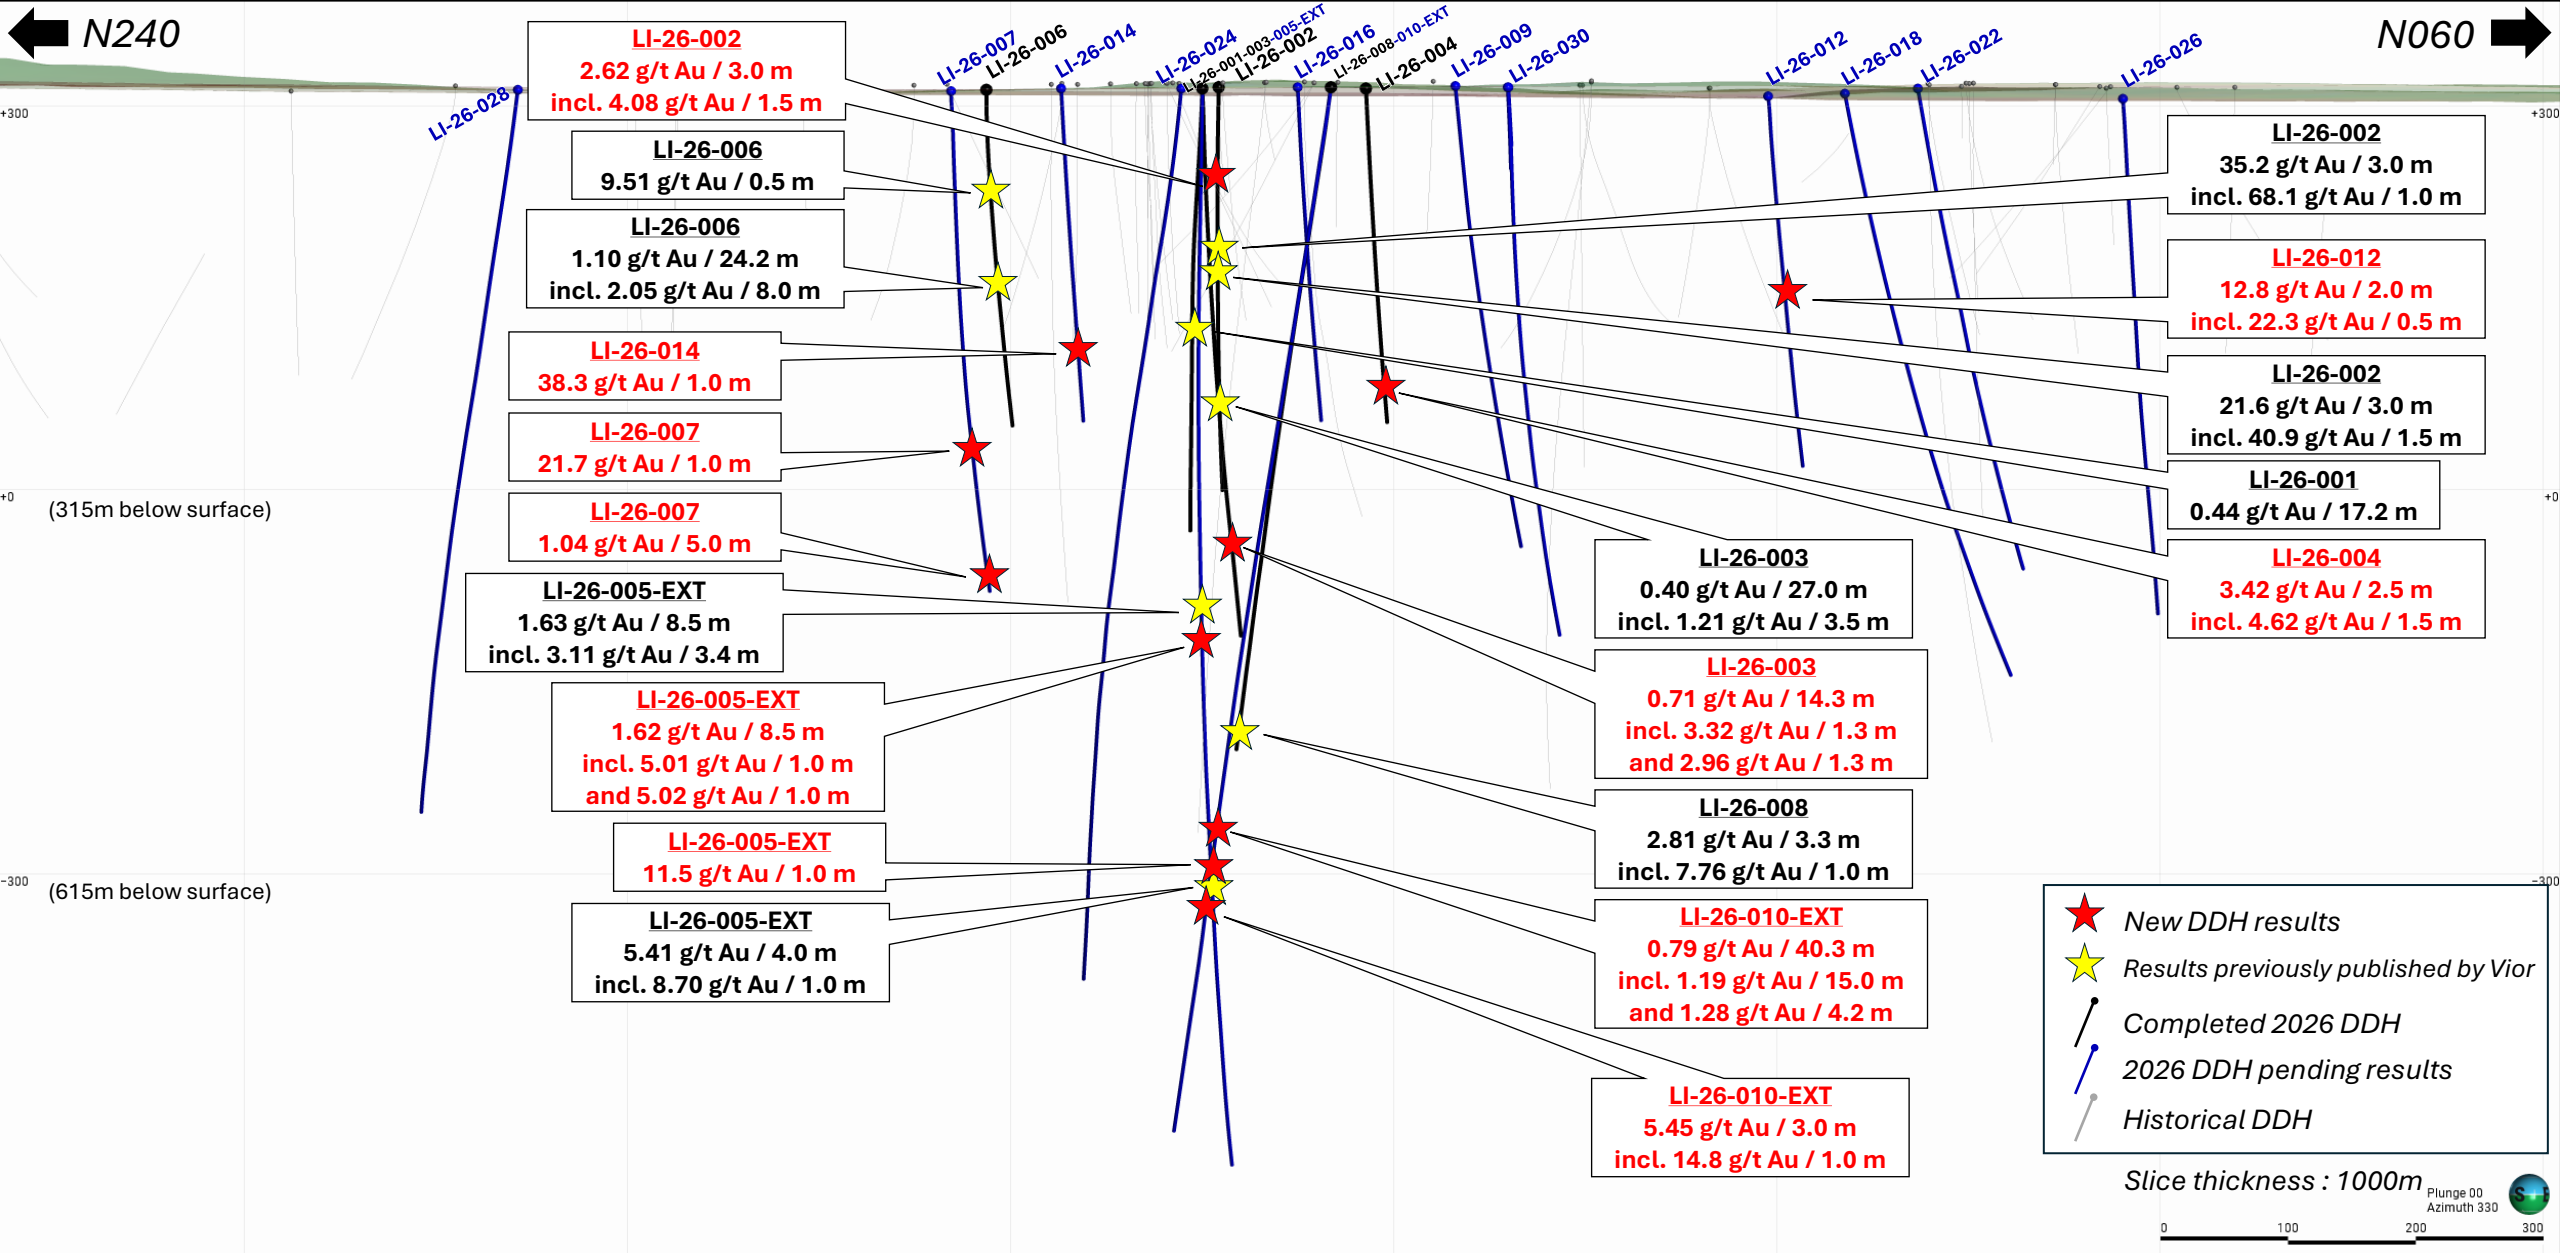 N240
N060
LI-26-028
LI-26-007
LI-26-006
LI-26-014
LI-26-024
LI-26-001-003-005-EXT
LI-26-002
LI-26-016
LI-26-008-010-EXT
LI-26-004
LI-26-009
LI-26-030
LI-26-012
LI-26-018
LI-26-022
LI-26-026
+300
+300
LI-26-002
2.62 g/t Au / 3.0 m
incl. 4.08 g/t Au / 1.5 m
LI-26-006
9.51 g/t Au / 0.5 m
LI-26-006
1.10 g/t Au / 24.2 m
incl. 2.05 g/t Au / 8.0 m
LI-26-014
38.3 g/t Au / 1.0 m
LI-26-007
21.7 g/t Au / 1.0 m
+0
(315m below surface)
+0
LI-26-007
1.04 g/t Au / 5.0 m
LI-26-005-EXT
1.63 g/t Au / 8.5 m
incl. 3.11 g/t Au / 3.4 m
LI-26-005-EXT
1.62 g/t Au / 8.5 m
incl. 5.01 g/t Au / 1.0 m
and 5.02 g/t Au / 1.0 m
LI-26-005-EXT
11.5 g/t Au / 1.0 m
-300
(615m below surface)
-300
LI-26-005-EXT
5.41 g/t Au / 4.0 m
incl. 8.70 g/t Au / 1.0 m
LI-26-002
35.2 g/t Au / 3.0 m
incl. 68.1 g/t Au / 1.0 m
LI-26-012
12.8 g/t Au / 2.0 m
incl. 22.3 g/t Au / 0.5 m
LI-26-002
21.6 g/t Au / 3.0 m
incl. 40.9 g/t Au / 1.5 m
LI-26-001
0.44 g/t Au / 17.2 m
LI-26-004
3.42 g/t Au / 2.5 m
incl. 4.62 g/t Au / 1.5 m
LI-26-003
0.40 g/t Au / 27.0 m
incl. 1.21 g/t Au / 3.5 m
LI-26-003
0.71 g/t Au / 14.3 m
incl. 3.32 g/t Au / 1.3 m
and 2.96 g/t Au / 1.3 m
LI-26-008
2.81 g/t Au / 3.3 m
incl. 7.76 g/t Au / 1.0 m
LI-26-010-EXT
0.79 g/t Au / 40.3 m
incl. 1.19 g/t Au / 15.0 m
and 1.28 g/t Au / 4.2 m
LI-26-010-EXT
5.45 g/t Au / 3.0 m
incl. 14.8 g/t Au / 1.0 m
New DDH results
Results previously published by Vior
Completed 2026 DDH
2026 DDH pending results
Historical DDH
Slice thickness : 1000m
Plunge 00
Azimuth 330
S E
0 100 200 300